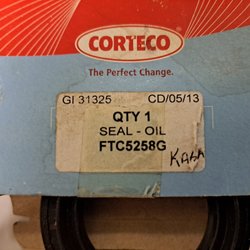 CORTECO
The Perfect Change.
GI 31325 CD/05/13
QTY 1
SEAL - OIL
FTC5258G